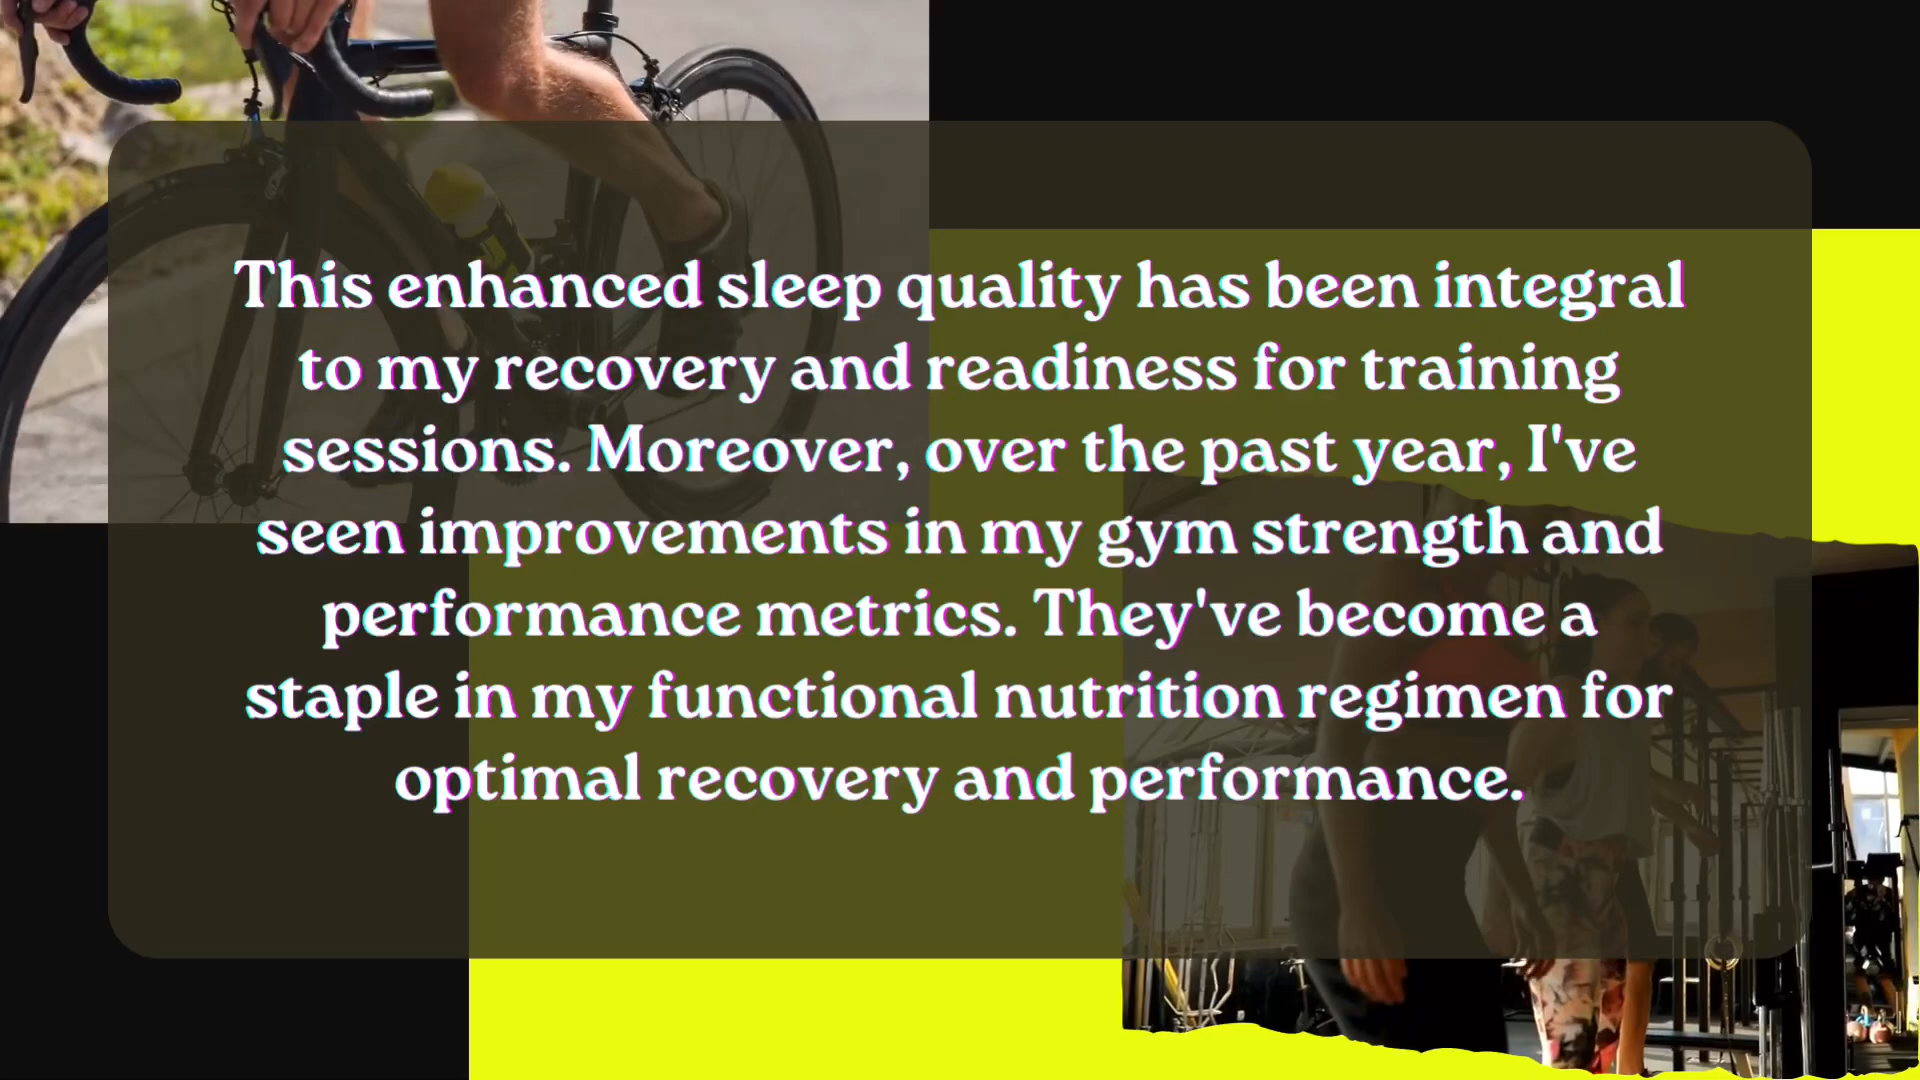 This enhanced sleep quality has been integral
to my recovery and readiness for training
sessions. Moreover, over the past year, I've
seen improvements in my gym strength and
performance metrics. They've become a
staple in my functional nutrition regimen for
optimal recovery and performance.